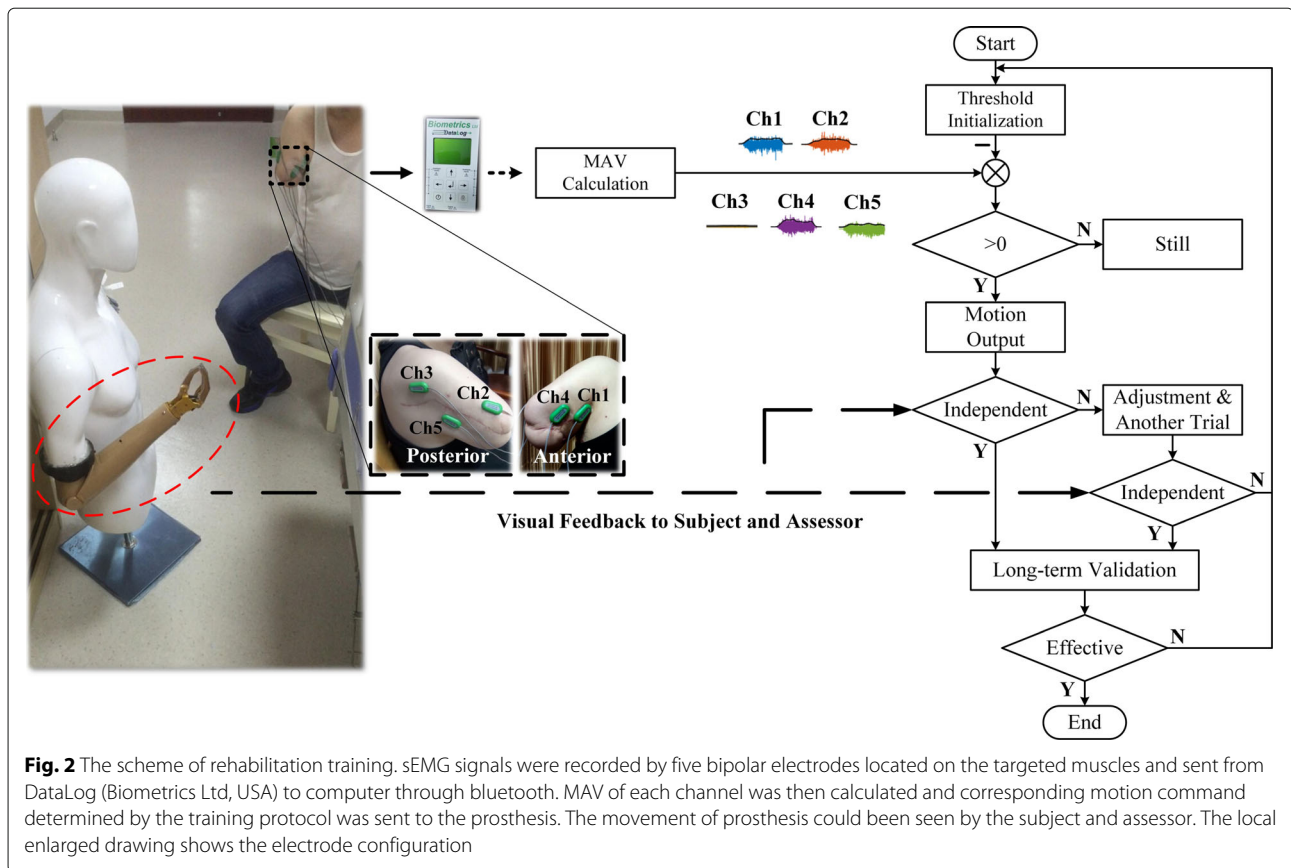 Start
Threshold
Initialization
Biometrics Ltd
DataLog
MAV
Calculation
Ch1
Ch2
Ch3
Ch4
Ch5
−
>0
N
Still
Y
Motion
Output
Ch3
Ch2
Ch5
Posterior
Ch4
Ch1
Anterior
Independent
N
Adjustment &
Another Trial
Y
Independent
N
Y
Visual Feedback to Subject and Assessor
Long-term Validation
Effective
N
Y
End
Fig. 2 The scheme of rehabilitation training. sEMG signals were recorded by five bipolar electrodes located on the targeted muscles and sent from
DataLog (Biometrics Ltd, USA) to computer through bluetooth. MAV of each channel was then calculated and corresponding motion command
determined by the training protocol was sent to the prosthesis. The movement of prosthesis could been seen by the subject and assessor. The local
enlarged drawing shows the electrode configuration